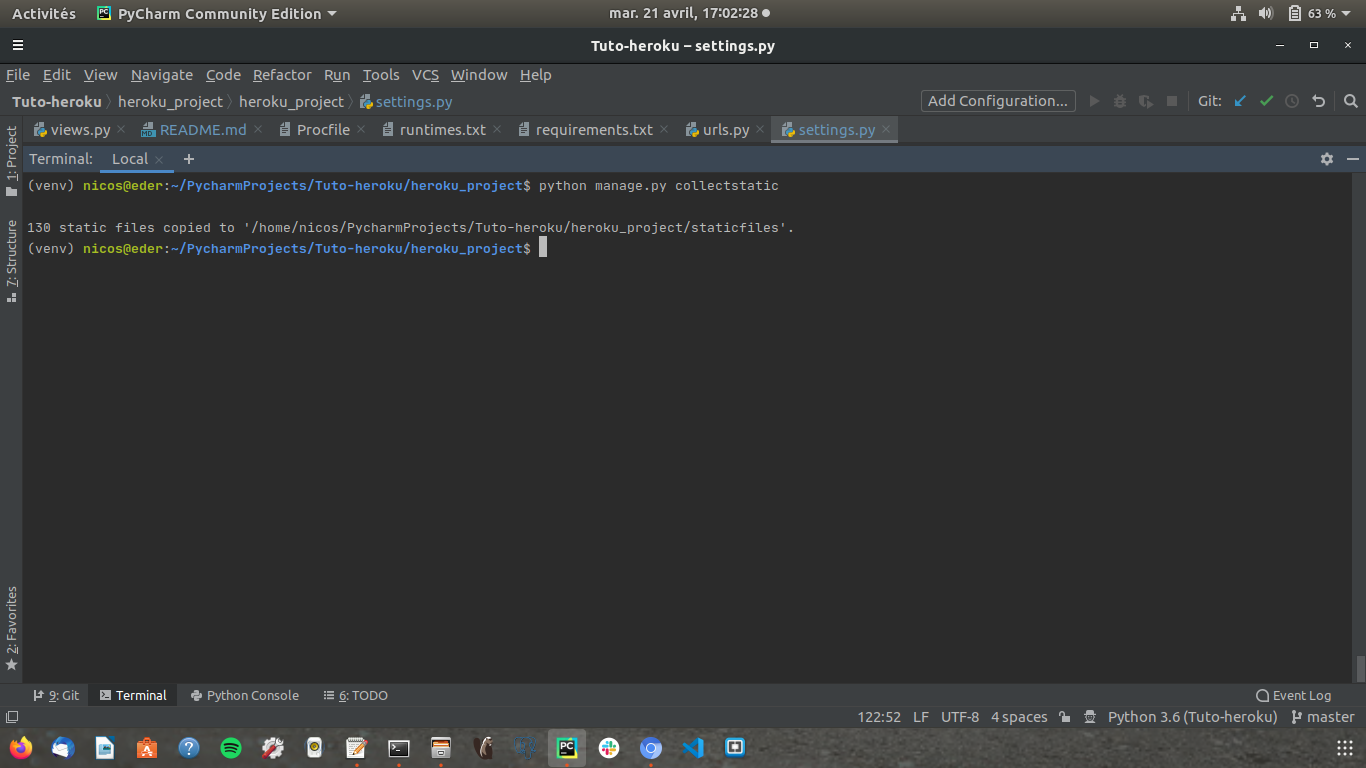 Activités PyCharm Community Edition mar. 21 avril, 17:02:28 63 %
Tuto-heroku – settings.py
File Edit View Navigate Code Refactor Run Tools VCS Window Help
Tuto-heroku heroku_project heroku_project settings.py Add Configuration... Git:
views.py README.md Procfile runtimes.txt requirements.txt urls.py settings.py
1: Project
Terminal: Local +
(venv) nicos@eder:~/PycharmProjects/Tuto-heroku/heroku_project$ python manage.py collectstatic
130 static files copied to '/home/nicos/PycharmProjects/Tuto-heroku/heroku_project/staticfiles'.
(venv) nicos@eder:~/PycharmProjects/Tuto-heroku/heroku_project$
7: Structure
2: Favorites
9: Git Terminal Python Console 6: TODO Event Log
122:52 LF UTF-8 4 spaces Python 3.6 (Tuto-heroku) master